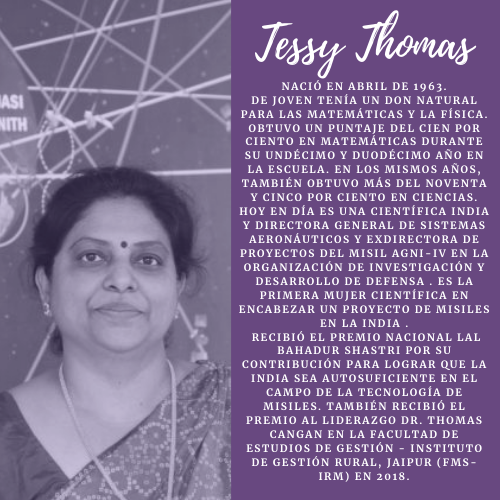 Tessy Thomas
NACIÓ EN ABRIL DE 1963.
DE JOVEN TENÍA UN DON NATURAL
PARA LAS MATEMÁTICAS Y LA FÍSICA.
OBTUVO UN PUNTAJE DEL CIEN POR
CIENTO EN MATEMÁTICAS DURANTE
SU UNDÉCIMO Y DUODÉCIMO AÑO EN
LA ESCUELA. EN LOS MISMOS AÑOS,
TAMBIÉN OBTUVO MÁS DEL NOVENTA
Y CINCO POR CIENTO EN CIENCIAS.
HOY EN DÍA ES UNA CIENTÍFICA INDIA
Y DIRECTORA GENERAL DE SISTEMAS
AERONÁUTICOS Y EXDIRECTORA DE
PROYECTOS DEL MISIL AGNI-IV EN LA
ORGANIZACIÓN DE INVESTIGACIÓN Y
DESARROLLO DE DEFENSA . ES LA
PRIMERA MUJER CIENTÍFICA EN
ENCABEZAR UN PROYECTO DE MISILES
EN LA INDIA .
RECIBIÓ EL PREMIO NACIONAL LAL
BAHADUR SHASTRI POR SU
CONTRIBUCIÓN PARA LOGRAR QUE LA
INDIA SEA AUTOSUFICIENTE EN EL
CAMPO DE LA TECNOLOGÍA DE
MISILES. TAMBIÉN RECIBIÓ EL
PREMIO AL LIDERAZGO DR. THOMAS
CANGAN EN LA FACULTAD DE
ESTUDIOS DE GESTIÓN - INSTITUTO
DE GESTIÓN RURAL, JAIPUR (FMS-
IRM) EN 2018.